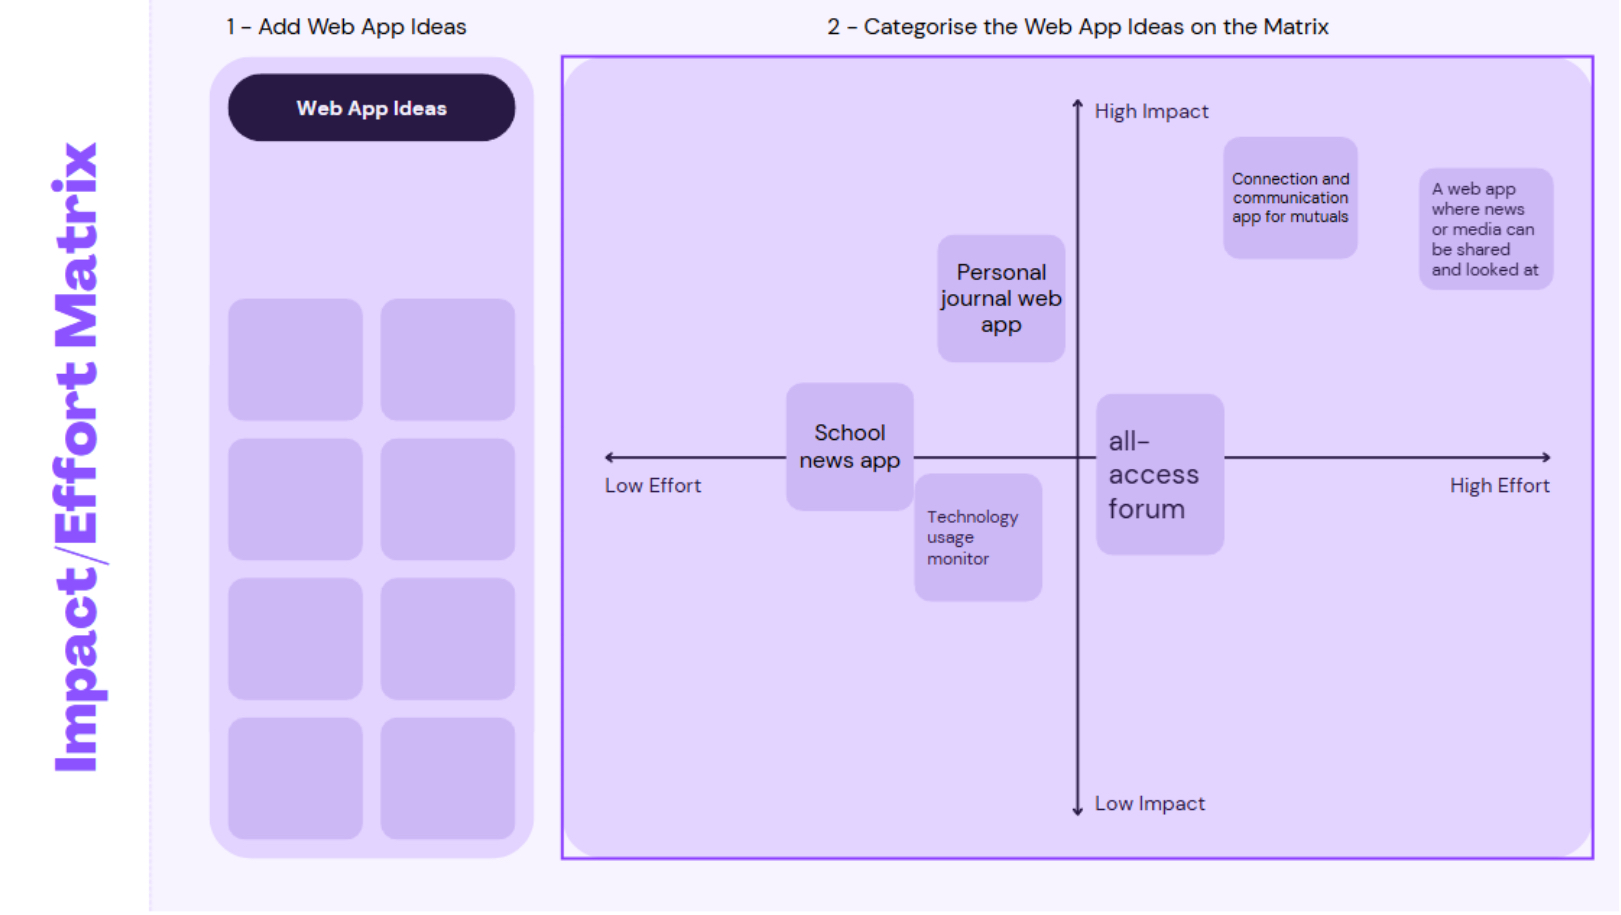 Impact/Effort Matrix
1 - Add Web App Ideas
Web App Ideas
2 - Categorise the Web App Ideas on the Matrix
High Impact
Connection and
communication
app for mutuals
A web app
where news
or media can
be shared
and looked at
Personal
journal web
app
School
news app
all-
access
forum
Low Effort
High Effort
Technology
usage
monitor
Low Impact